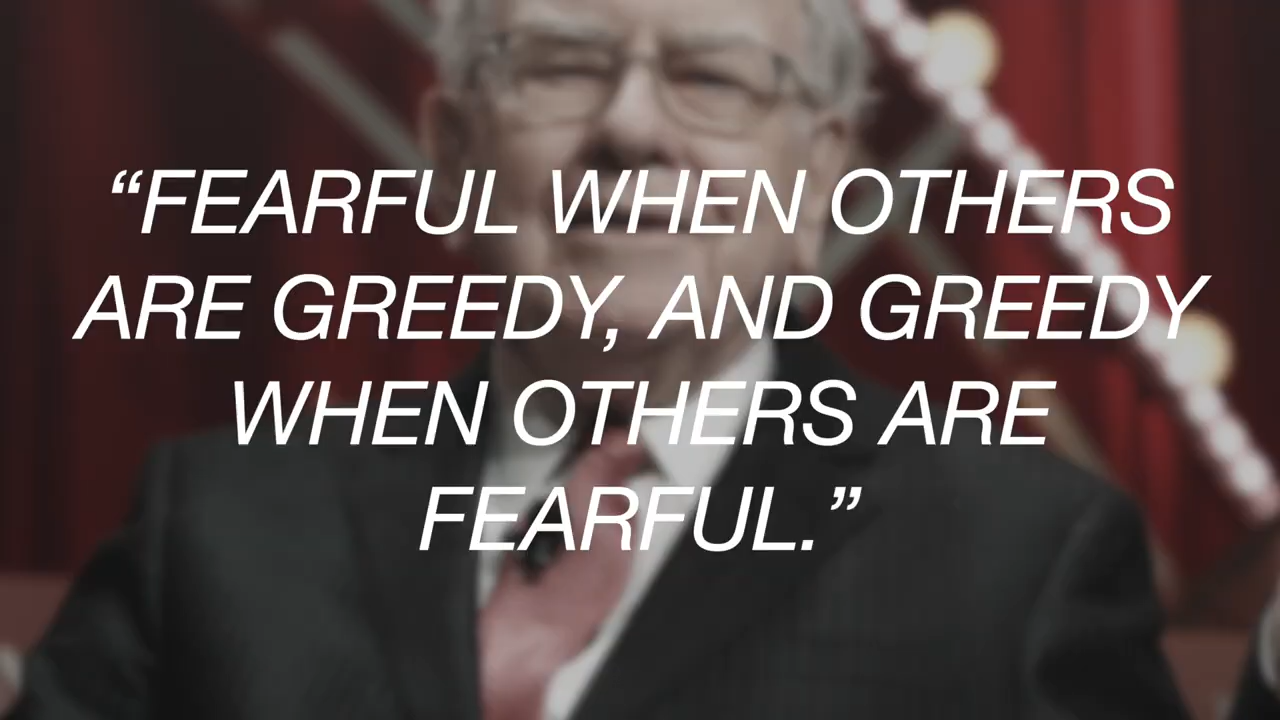 “FEARFUL WHEN OTHERS
ARE GREEDY, AND GREEDY
WHEN OTHERS ARE
FEARFUL.”